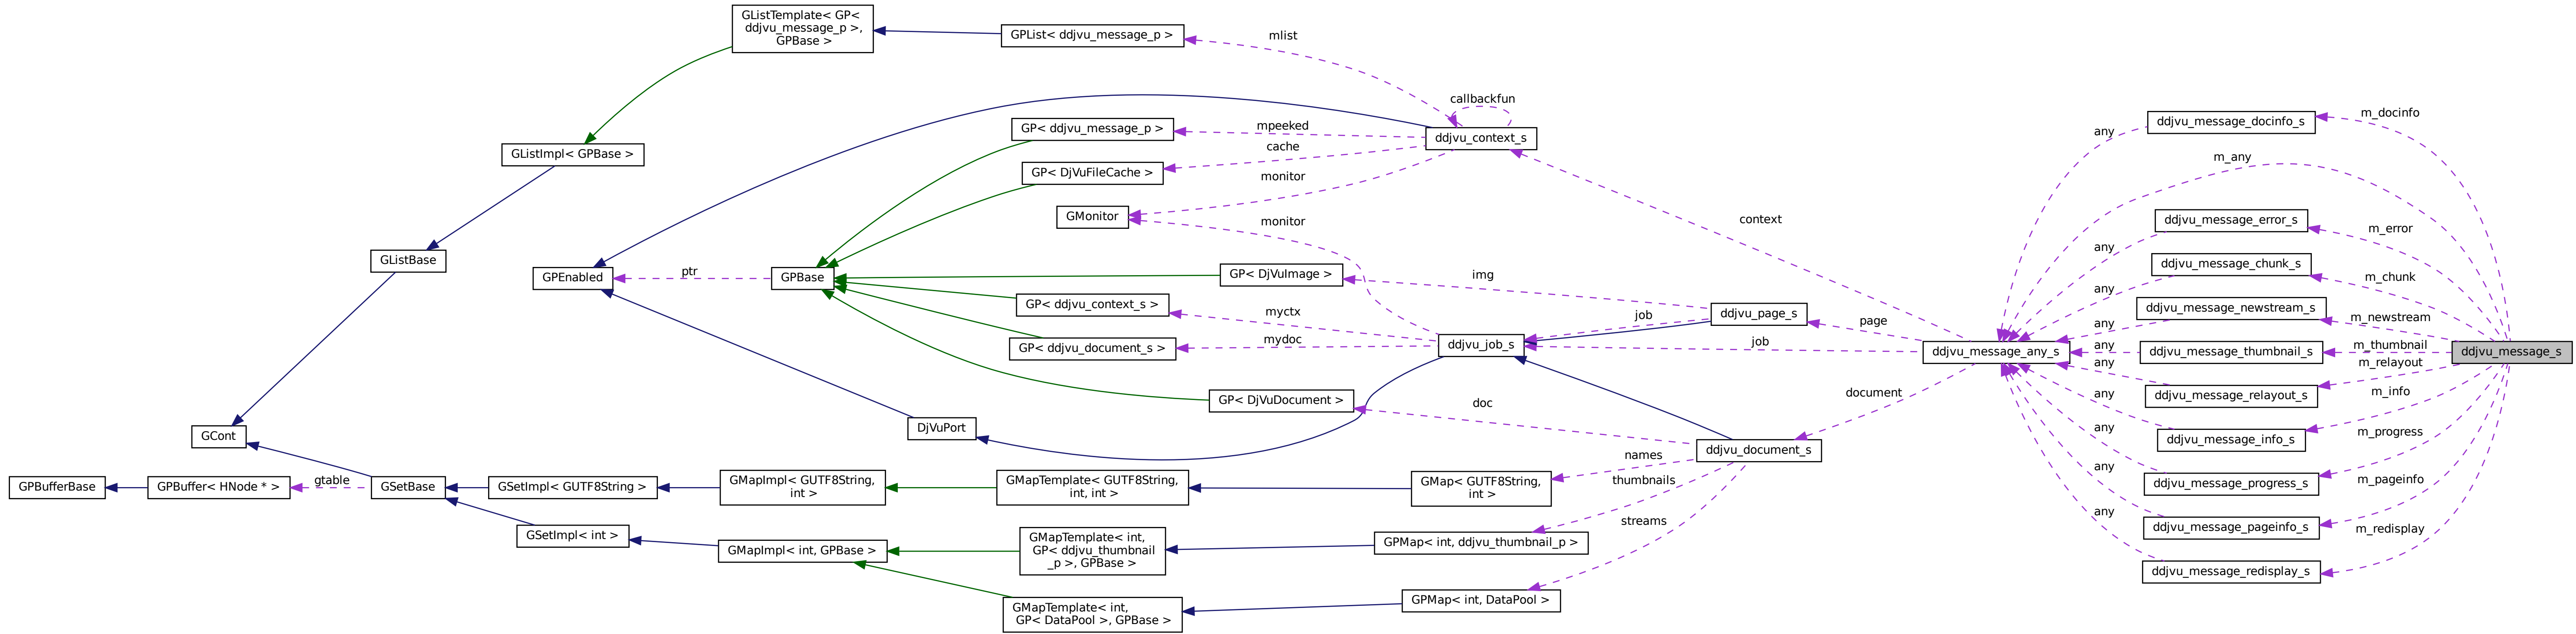 GListTemplate< GP<
ddjvu_message_p >,
GPBase >
GPList< ddjvu_message_p >
mlist
callbackfun
ddjvu_context_s
GP< ddjvu_message_p >
mpeeked
cache
GListImpl< GPBase >
GP< DjVuFileCache >
monitor
GMonitor
monitor
context
GListBase
GPEnabled
ptr
GPBase
GP< DjVuImage >
img
GP< ddjvu_context_s >
myctx
ddjvu_page_s
job
page
GP< ddjvu_document_s >
mydoc
ddjvu_job_s
job
ddjvu_message_any_s
document
GP< DjVuDocument >
doc
DjVuPort
GCont
ddjvu_document_s
names
thumbnails
streams
GPBufferBase
GPBuffer< HNode * >
gtable
GSetBase
GSetImpl< GUTF8String >
GMapImpl< GUTF8String,
int >
GMapTemplate< GUTF8String,
int, int >
GMap< GUTF8String,
int >
GSetImpl< int >
GMapImpl< int, GPBase >
GMapTemplate< int,
GP< ddjvu_thumbnail
_p >, GPBase >
GPMap< int, ddjvu_thumbnail_p >
GMapTemplate< int,
GP< DataPool >, GPBase >
GPMap< int, DataPool >
any
ddjvu_message_docinfo_s
m_docinfo
m_any
any
ddjvu_message_error_s
m_error
any
ddjvu_message_chunk_s
m_chunk
any
ddjvu_message_newstream_s
m_newstream
any
ddjvu_message_thumbnail_s
m_thumbnail
ddjvu_message_s
any
ddjvu_message_relayout_s
m_relayout
any
ddjvu_message_info_s
m_info
any
ddjvu_message_progress_s
m_progress
any
ddjvu_message_pageinfo_s
m_pageinfo
any
ddjvu_message_redisplay_s
m_redisplay